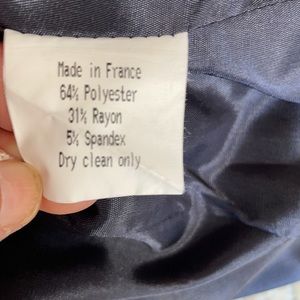 Made in France
64% Polyester
31% Rayon
5% Spandex
Dry clean only